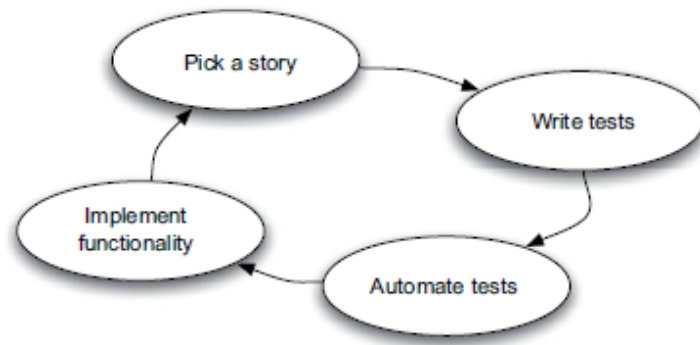 Pick a story
Write tests
Implement
functionality
Automate tests